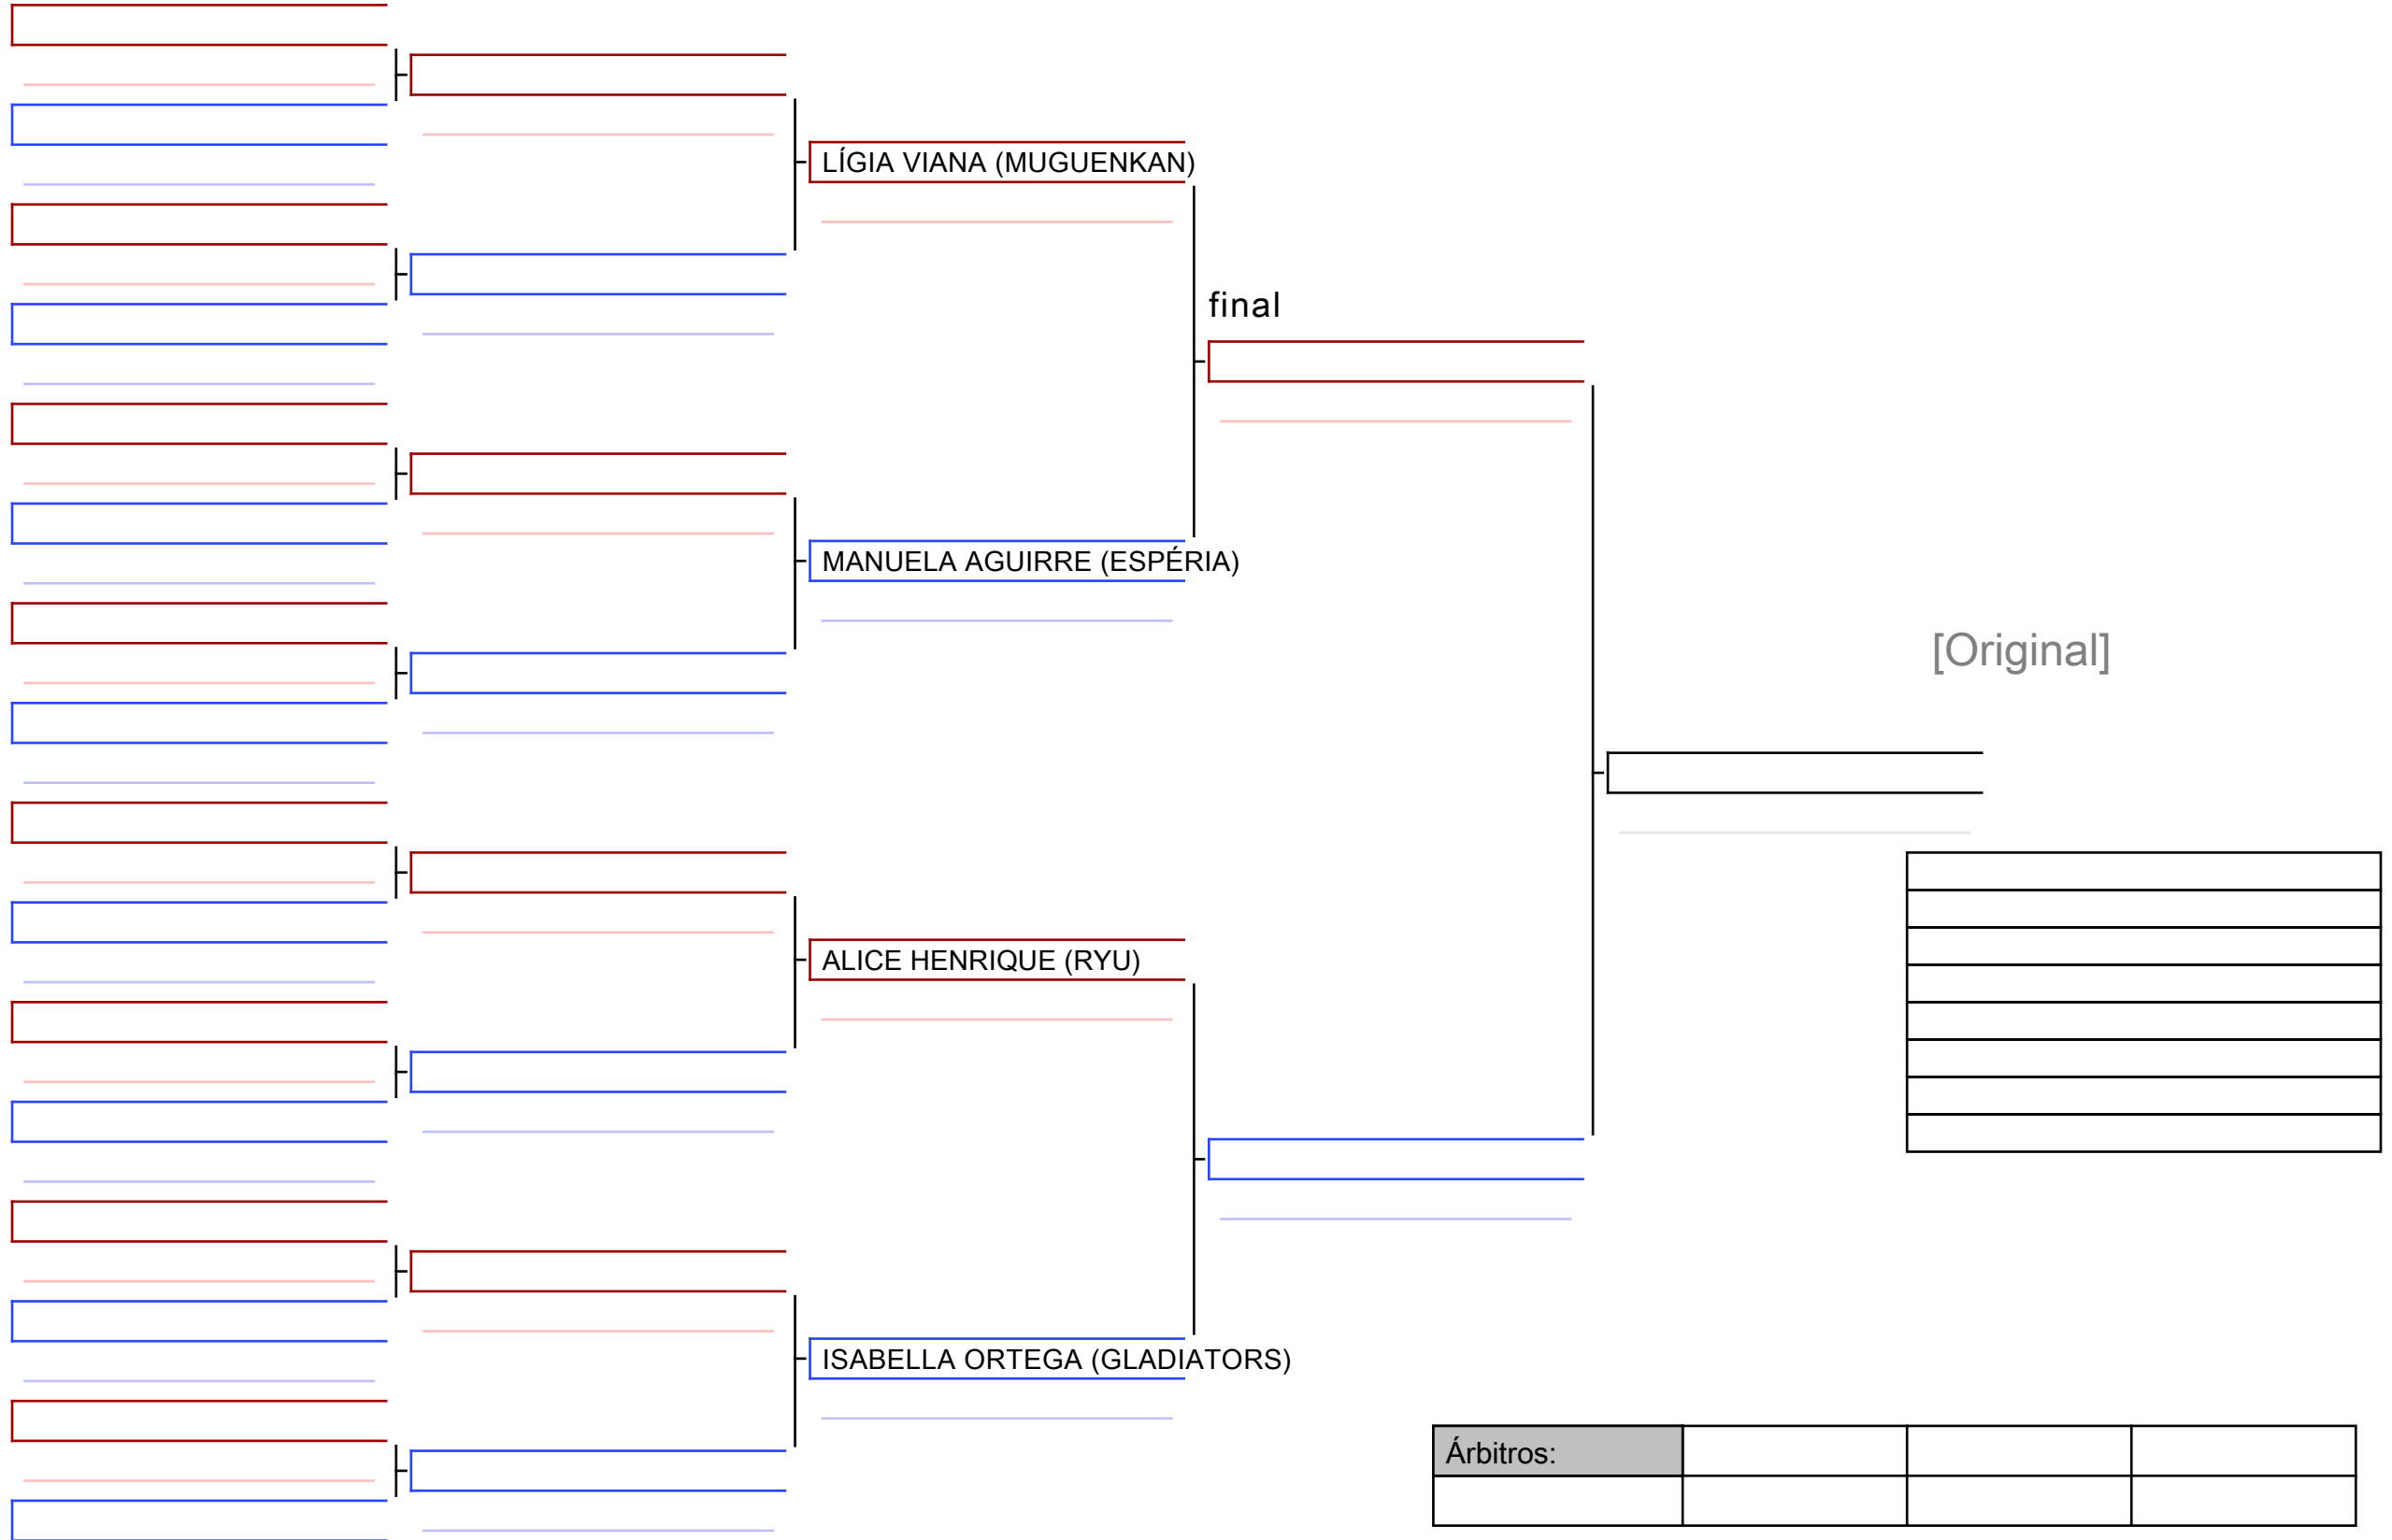 LÍGIA VIANA (MUGUENKAN)
final
MANUELA AGUIRRE (ESPÉRIA)
[Original]
ALICE HENRIQUE (RYU)
ISABELLA ORTEGA (GLADIATORS)
Árbitros: